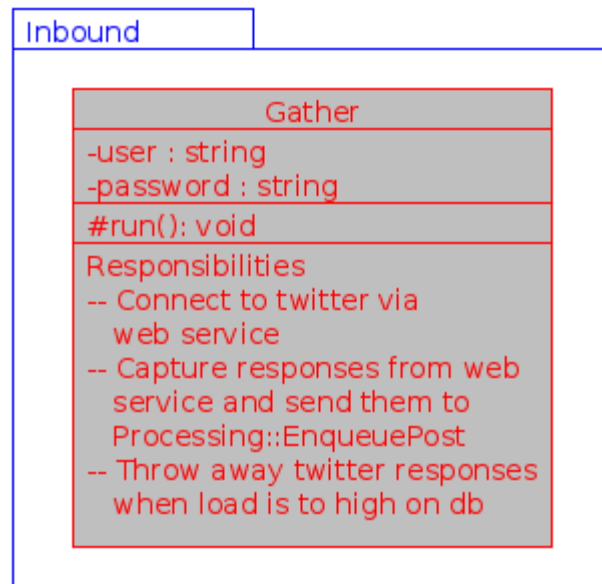 Inbound
Gather
-user : string
-password : string
#run(): void
Responsibilities
-- Connect to twitter via
web service
-- Capture responses from web
service and send them to
Processing::EnqueuePost
-- Throw away twitter responses
when load is to high on db